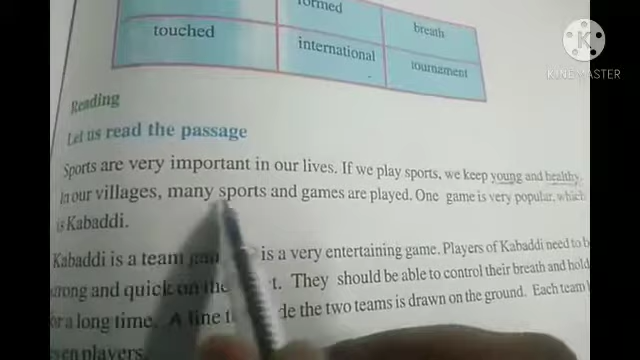 formed
breath
touched
international
tournament
KINEMASTER
Reading
Let us read the passage
Sports are very important in our lives. If we play sports, we keep young and healthy.
In our villages, many sports and games are played. One game is very popular, which
is Kabaddi.
Kabaddi is a team is a very entertaining game. Players of Kabaddi need to b
strong and quick on the They should be able to control their breath and hold
for a long time. A line the two teams is drawn on the ground. Each team
seven players.